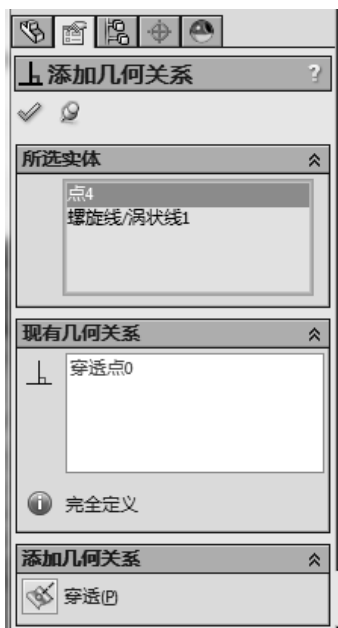 添加几何关系 ?
所选实体
点4
螺旋线/涡状线1
现有几何关系
穿透点0
完全定义
添加几何关系
穿透(P)